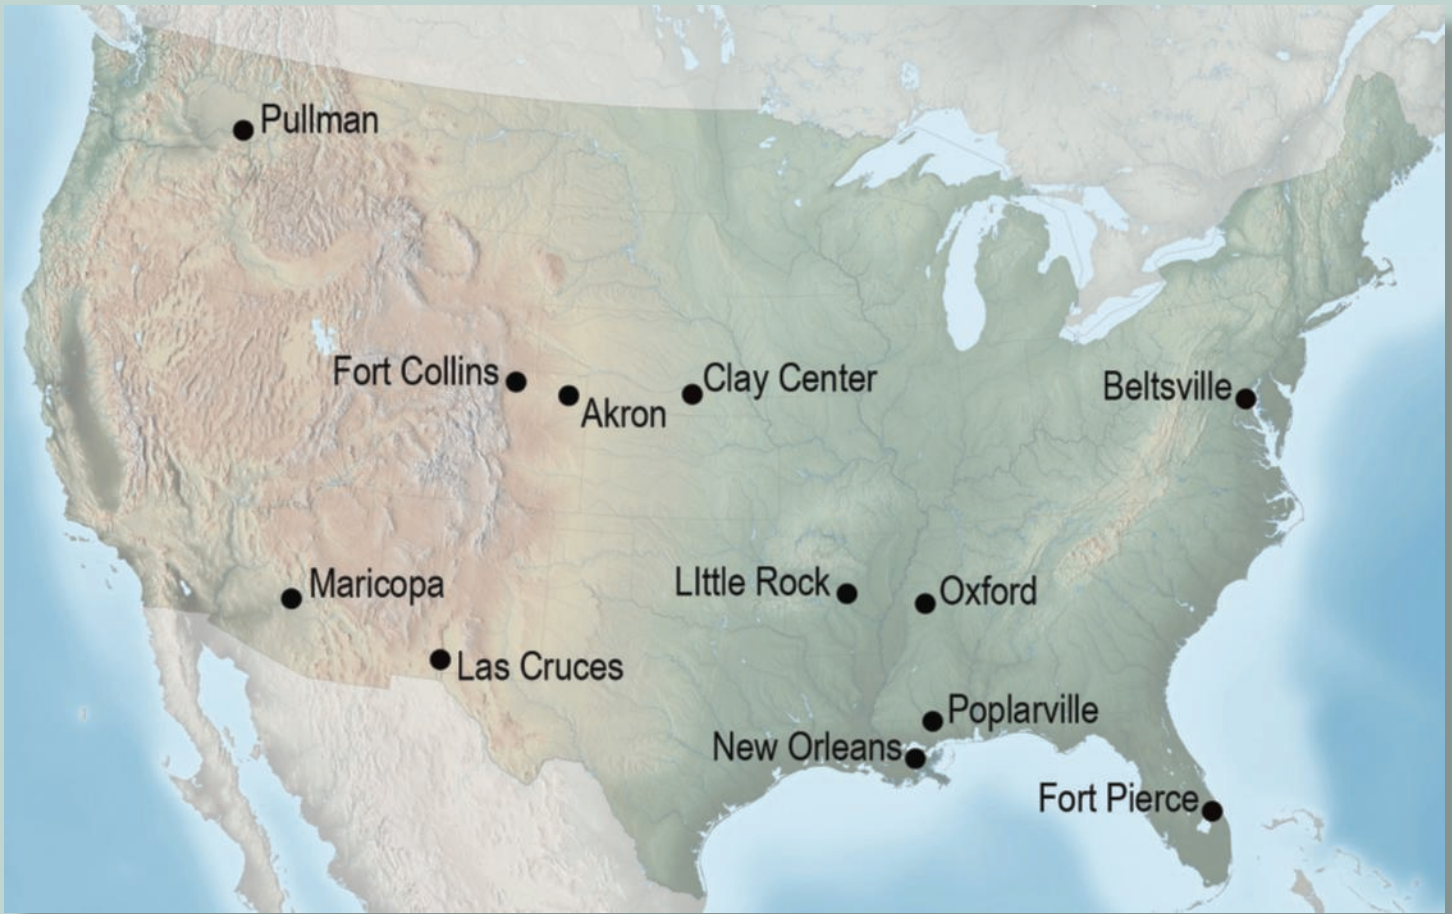 Pullman
Fort Collins
Akron
Clay Center
Beltsville
Maricopa
LIttle Rock
Oxford
Las Cruces
Poplarville
New Orleans
Fort Pierce